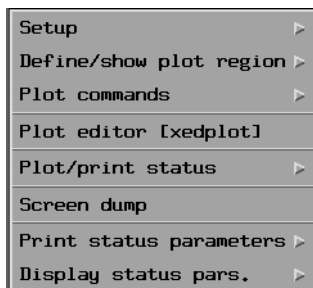 Setup
Define/show plot region
Plot commands
Plot editor [xedplot]
Plot/print status
Screen dump
Print status parameters
Display status pars.